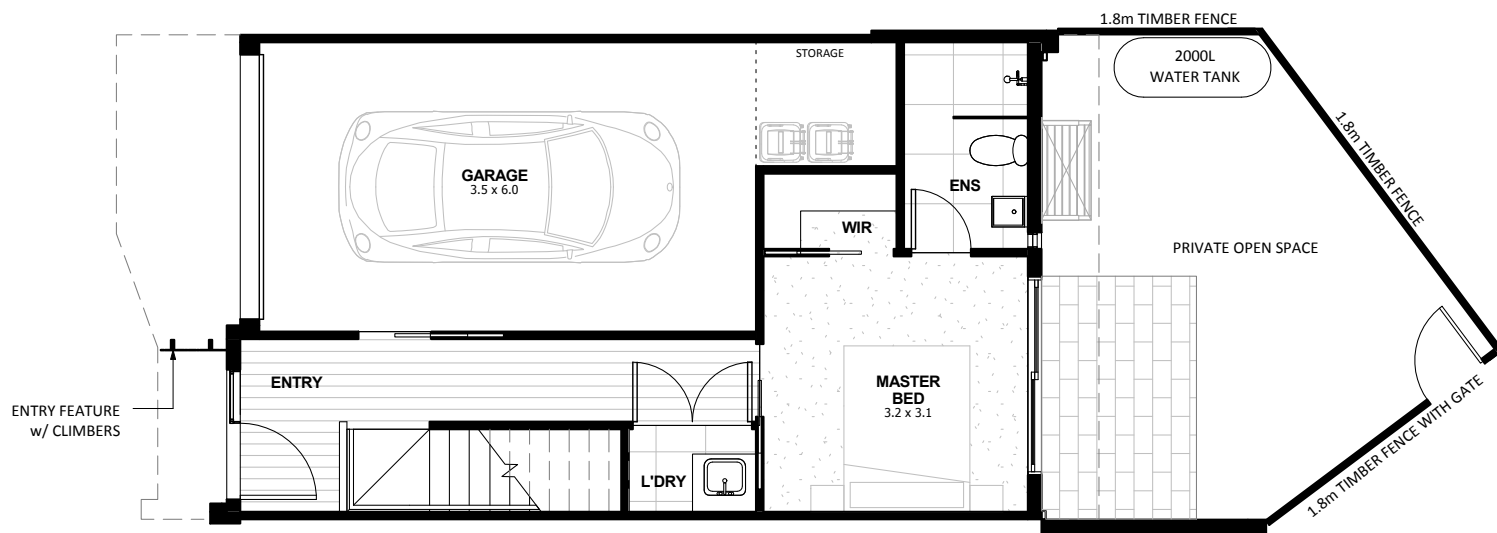 1.8m TIMBER FENCE
STORAGE
2000L
WATER TANK
1.8m TIMBER FENCE
GARAGE
3.5 x 6.0
ENS
WIR
PRIVATE OPEN SPACE
ENTRY
MASTER
BED
3.2 x 3.1
ENTRY FEATURE
w/ CLIMBERS
L'DRY
1.8m TIMBER FENCE WITH GATE